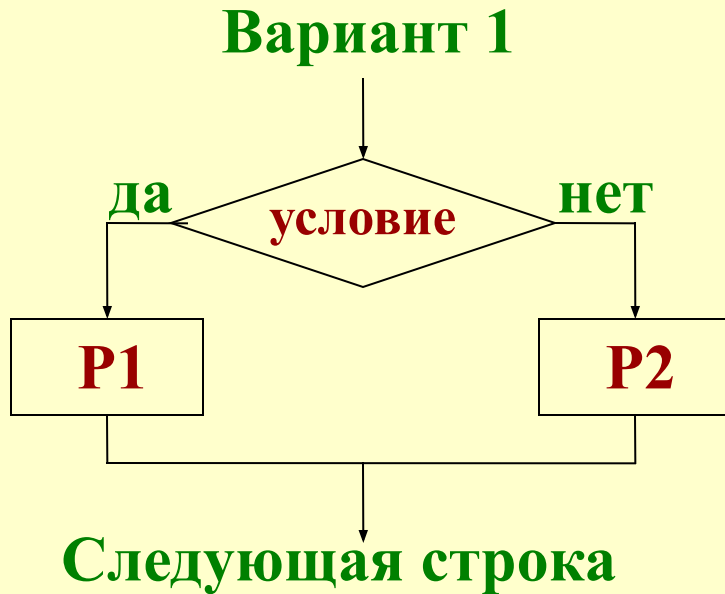 Вариант 1
да
нет
условие
P1
P2
Следующая строка